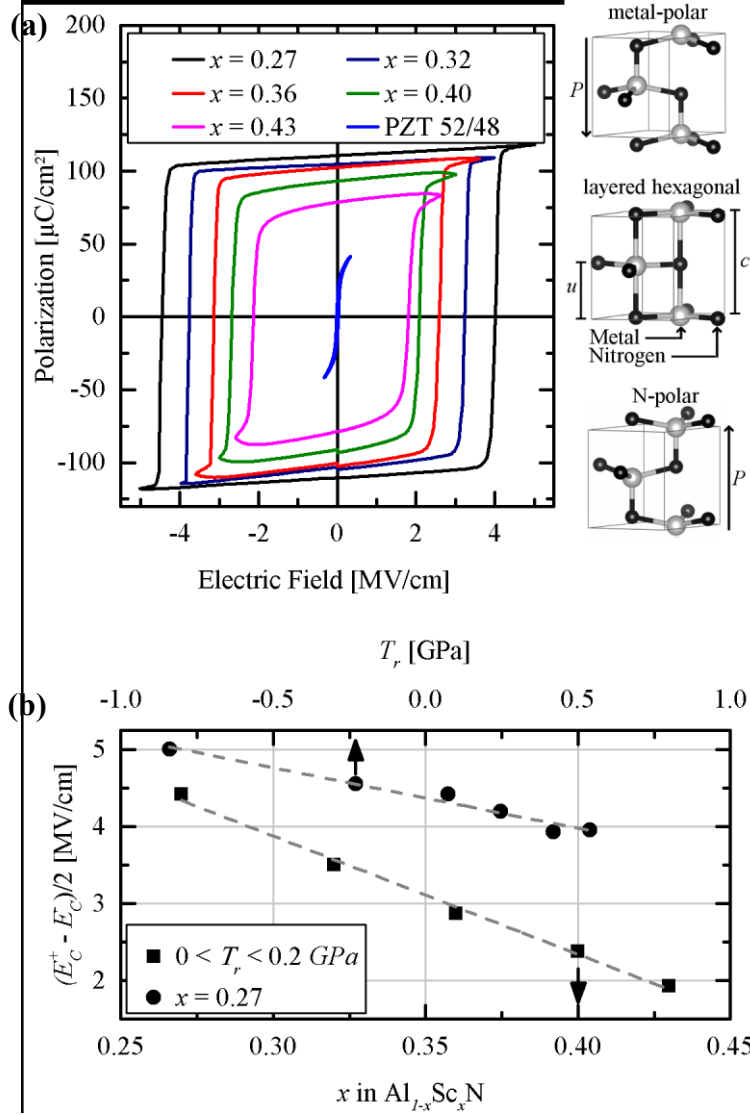 (a)
200
150
100
50
0
-50
-100
Polarization [µC/cm²]
x = 0.27
x = 0.32
x = 0.36
x = 0.40
x = 0.43
PZT 52/48
-4
-2
0
2
4
Electric Field [MV/cm]
metal-polar
P
layered hexagonal
c
u
Metal
Nitrogen
N-polar
P
(b)
T_r [GPa]
-1.0
-0.5
0.0
0.5
1.0
5
4
3
2
(E_C^+ - E_C^-)/2 [MV/cm]
0 < T_r < 0.2 GPa
x = 0.27
0.25
0.30
0.35
0.40
0.45
x in Al_{1-x}Sc_xN